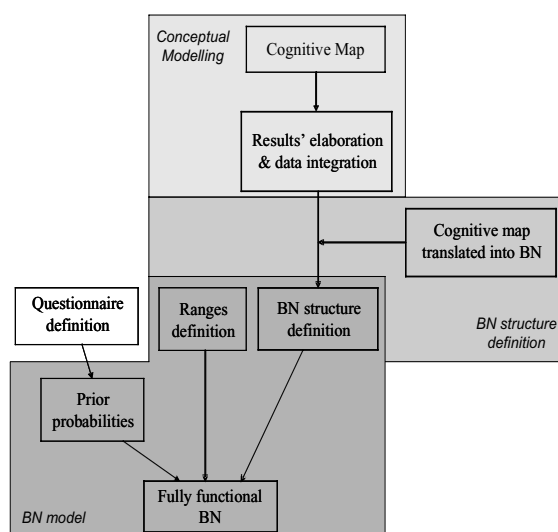 Conceptual
Modelling
Cognitive Map
Results’ elaboration
& data integration
Cognitive map
translated into BN
BN structure
definition
Questionnaire
definition
Ranges
definition
BN structure
definition
Prior
probabilities
Fully functional
BN
BN model